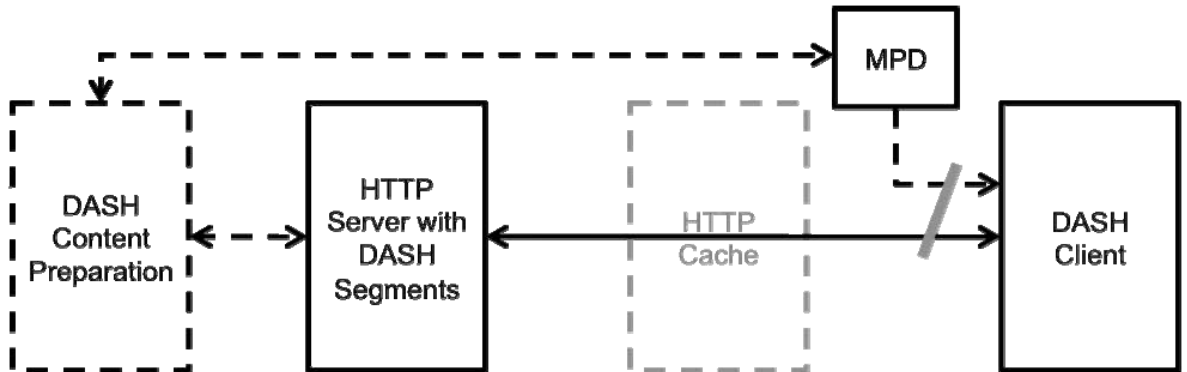 MPD
DASH
Content
Preparation
HTTP
Server with
DASH
Segments
HTTP
Cache
DASH
Client